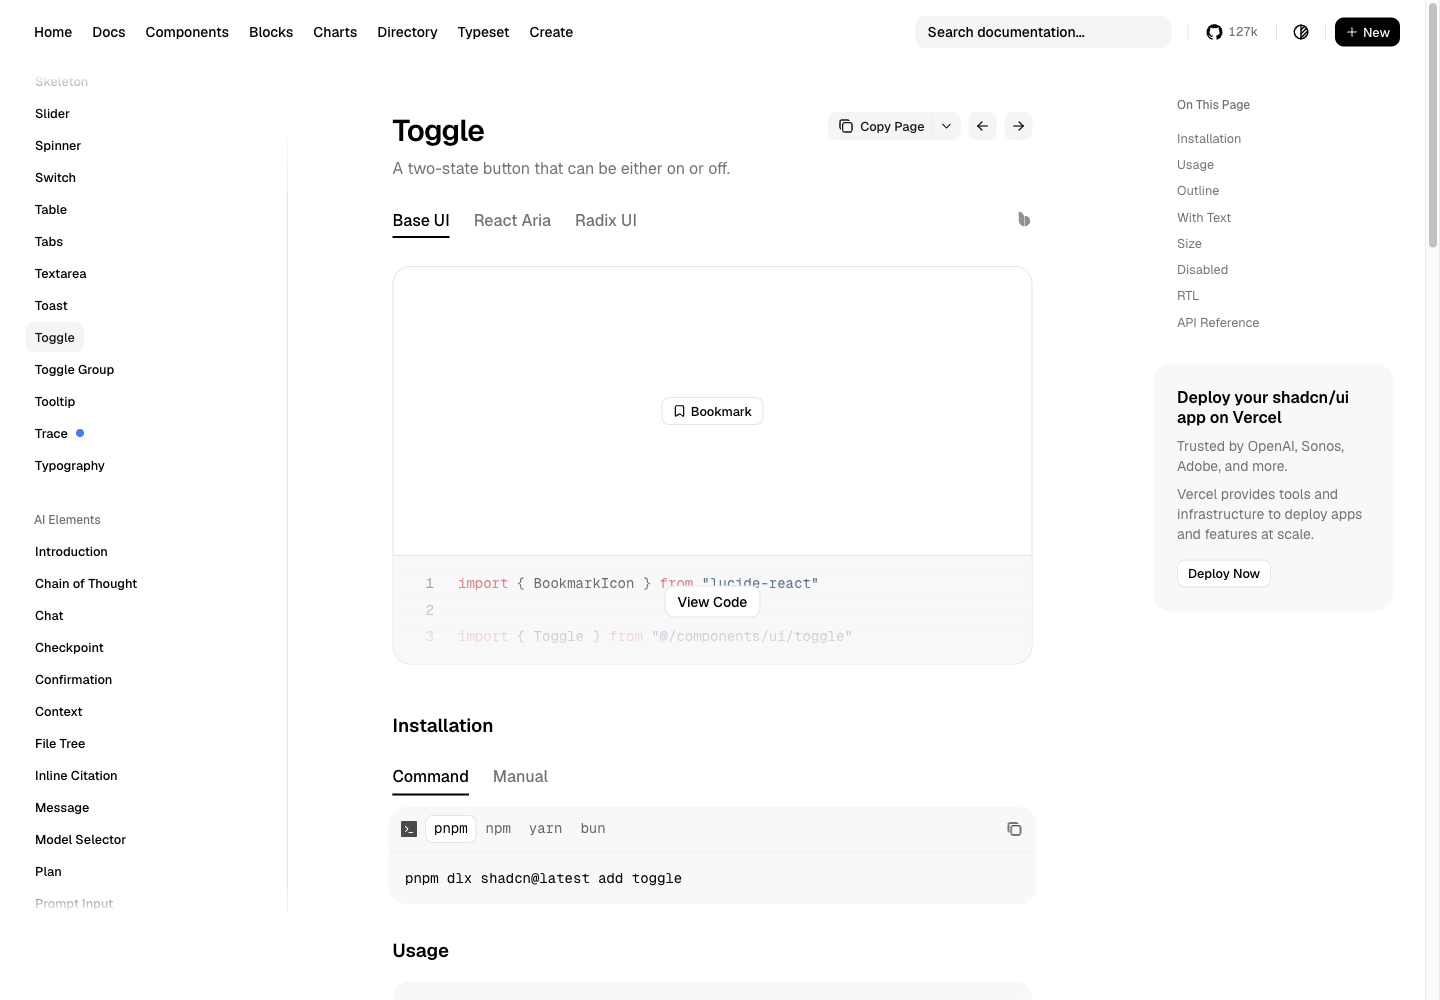 Home Docs Components Blocks Charts Directory Typeset Create
Search documentation...
127k
New
Skeleton
Slider
Spinner
Switch
Table
Tabs
Textarea
Toast
Toggle
Toggle Group
Tooltip
Trace
Typography
AI Elements
Introduction
Chain of Thought
Chat
Checkpoint
Confirmation
Context
File Tree
Inline Citation
Message
Model Selector
Plan
Prompt Input
Toggle
Copy Page
A two-state button that can be either on or off.
Base UI React Aria Radix UI
Bookmark
1 import { BookmarkIcon } from "lucide-react"
2
View Code
3 import { Toggle } from "@/components/ui/toggle"
Installation
Command Manual
pnpm npm yarn bun
pnpm dlx shadcn@latest add toggle
Usage
On This Page
Installation
Usage
Outline
With Text
Size
Disabled
RTL
API Reference
Deploy your shadcn/ui
app on Vercel
Trusted by OpenAI, Sonos,
Adobe, and more.
Vercel provides tools and
infrastructure to deploy apps
and features at scale.
Deploy Now